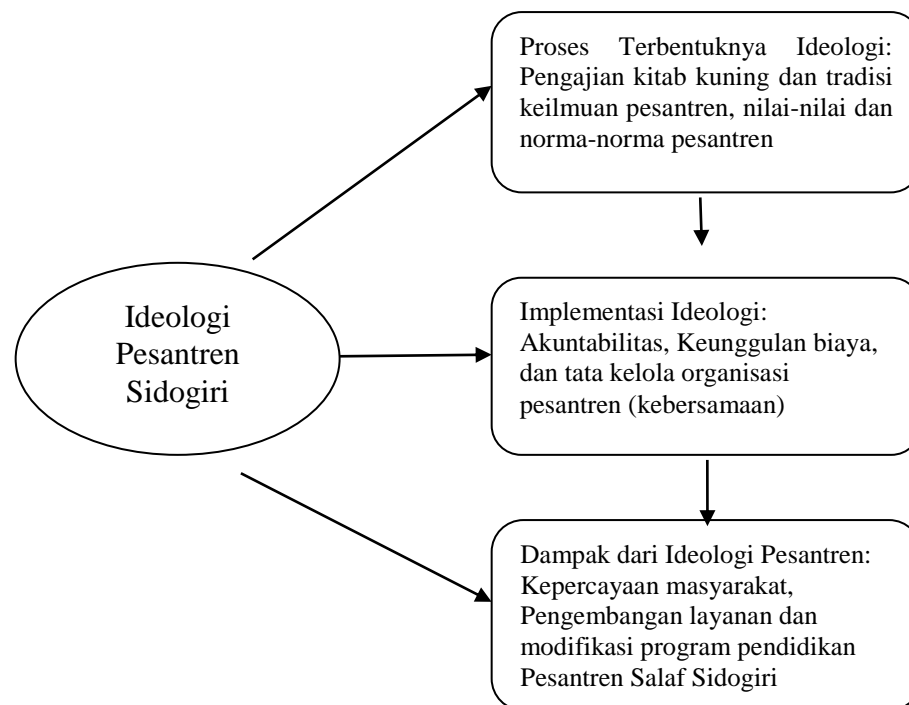 Proses Terbentuknya Ideologi:
Pengajian kitab kuning dan tradisi
keilmuan pesantren, nilai-nilai dan
norma-norma pesantren
Ideologi
Pesantren
Sidogiri
Implementasi Ideologi:
Akuntabilitas, Keunggulan biaya,
dan tata kelola organisasi
pesantren (kebersamaan)
Dampak dari Ideologi Pesantren:
Kepercayaan masyarakat,
Pengembangan layanan dan
modifikasi program pendidikan
Pesantren Salaf Sidogiri